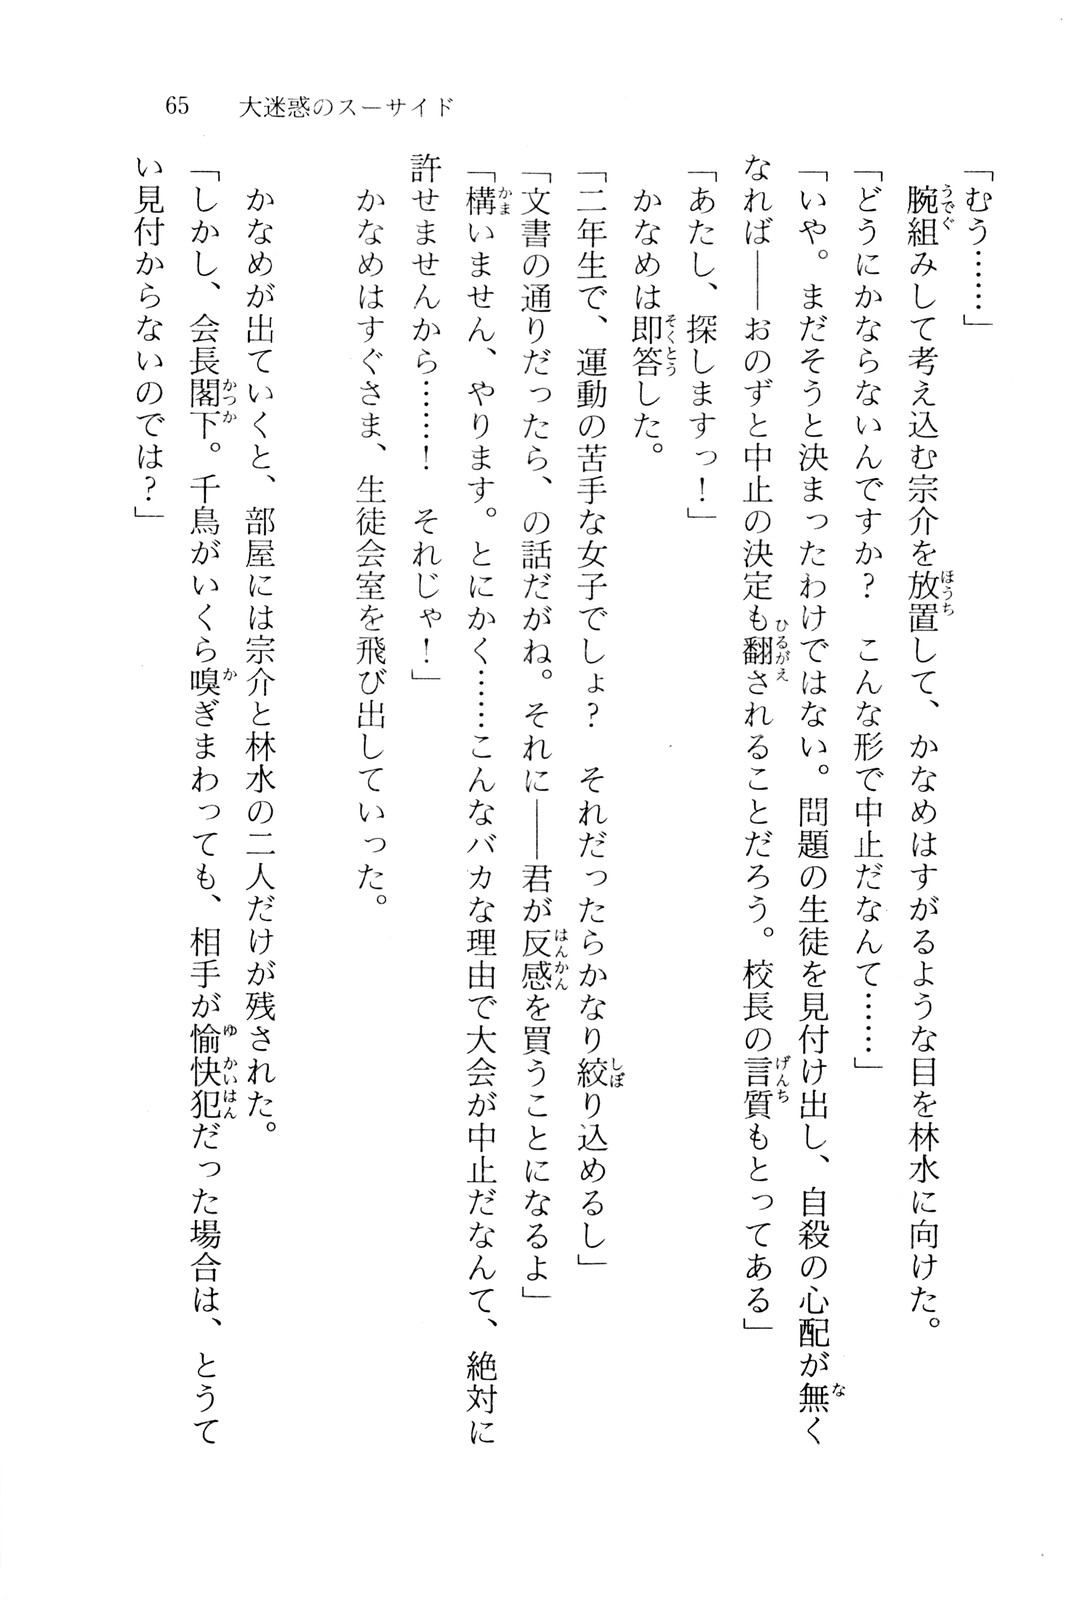 65　大迷惑のスーサイド
「むう……」
　腕組みして考え込む宗介を放置して、かなめはすがるような目を林水に向けた。
「どうにかならないんですか？　こんな形で中止だなんて……」
「いや。まだそうと決まったわけではない。問題の生徒を見付け出し、自殺の心配が無く
なれば――おのずと中止の決定も翻されることだろう。校長の言質もとってある」
「あたし、探しますっ！」
　かなめは即答した。
「二年生で、運動の苦手な女子でしょ？　それだったらかなり絞り込めるし」
「文書の通りだったら、の話だがね。それに――君が反感を買うことになるよ」
「構いません、やります。とにかく……こんなバカな理由で大会が中止だなんて、絶対に
許せませんから……！　それじゃ！」
　かなめはすぐさま、生徒会室を飛び出していった。
　かなめが出ていくと、部屋には宗介と林水の二人だけが残された。
「しかし、会長閣下。千鳥がいくら嗅ぎまわっても、相手が愉快犯だった場合は、とうて
い見付からないのでは？」